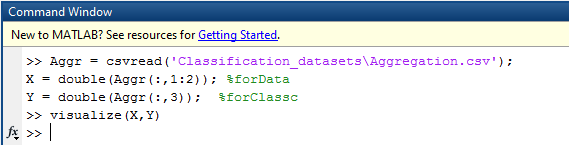 Command Window
New to MATLAB? See resources for Getting Started.
>> Aggr = csvread('Classification_datasets\Aggregation.csv');
X = double(Aggr(:,1:2)); %forData
Y = double(Aggr(:,3));  %forClassc
>> visualize(X,Y)
fx >>